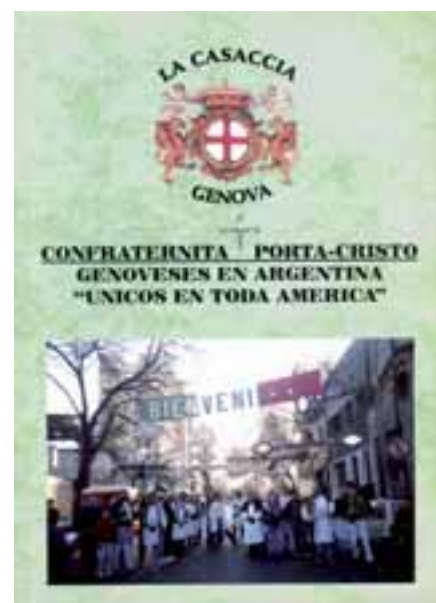 LA CASACCIA
GENOVA
CONFRATERNITA PORTA-CRISTO
GENOVESES EN ARGENTINA
“UNICOS EN TODA AMERICA”
BIENVENI